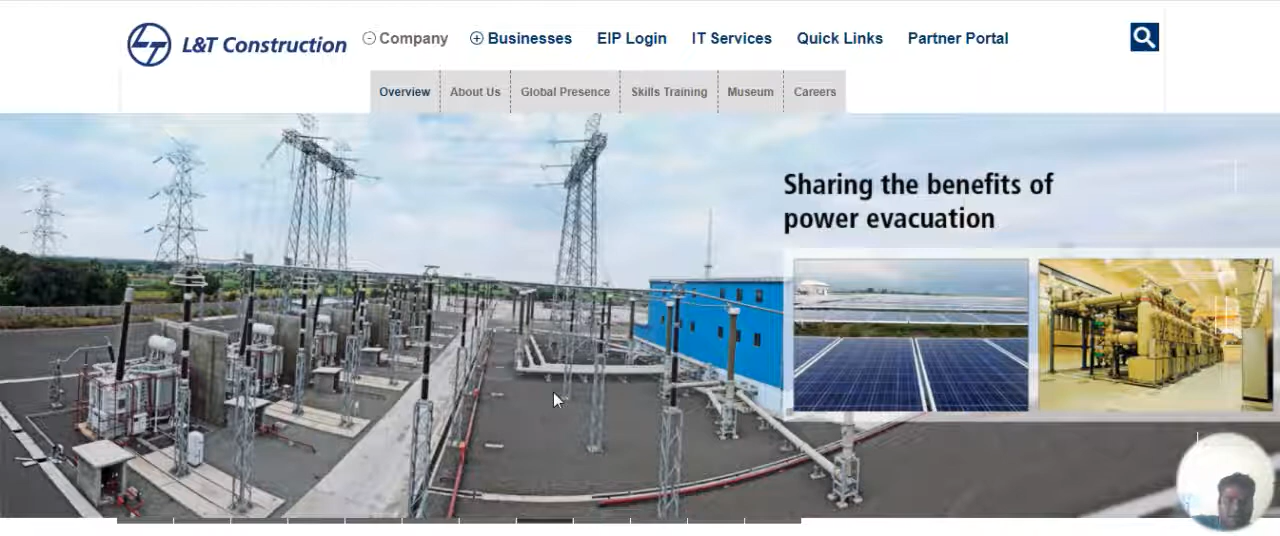 L&T Construction
Company Businesses EIP Login IT Services Quick Links Partner Portal
Overview About Us Global Presence Skills Training Museum Careers
Sharing the benefits of
power evacuation